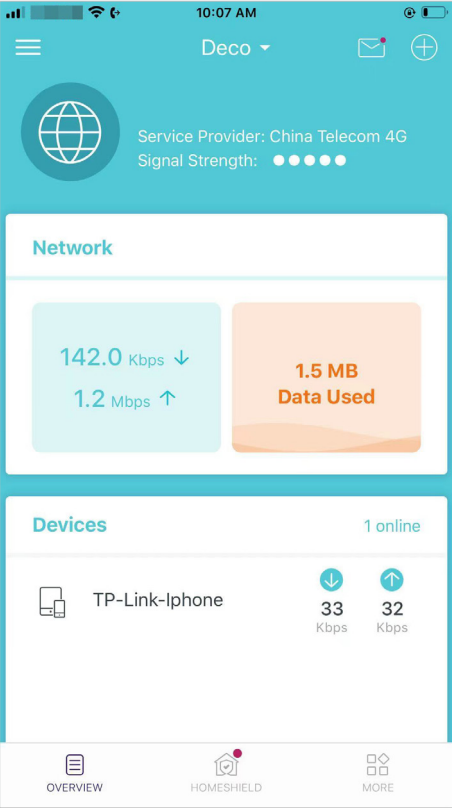 10:07 AM
Deco
Service Provider: China Telecom 4G
Signal Strength:
Network
142.0 Kbps
1.2 Mbps
1.5 MB
Data Used
Devices
1 online
TP-Link-Iphone
33
32
Kbps
Kbps
OVERVIEW
HOMESHIELD
MORE